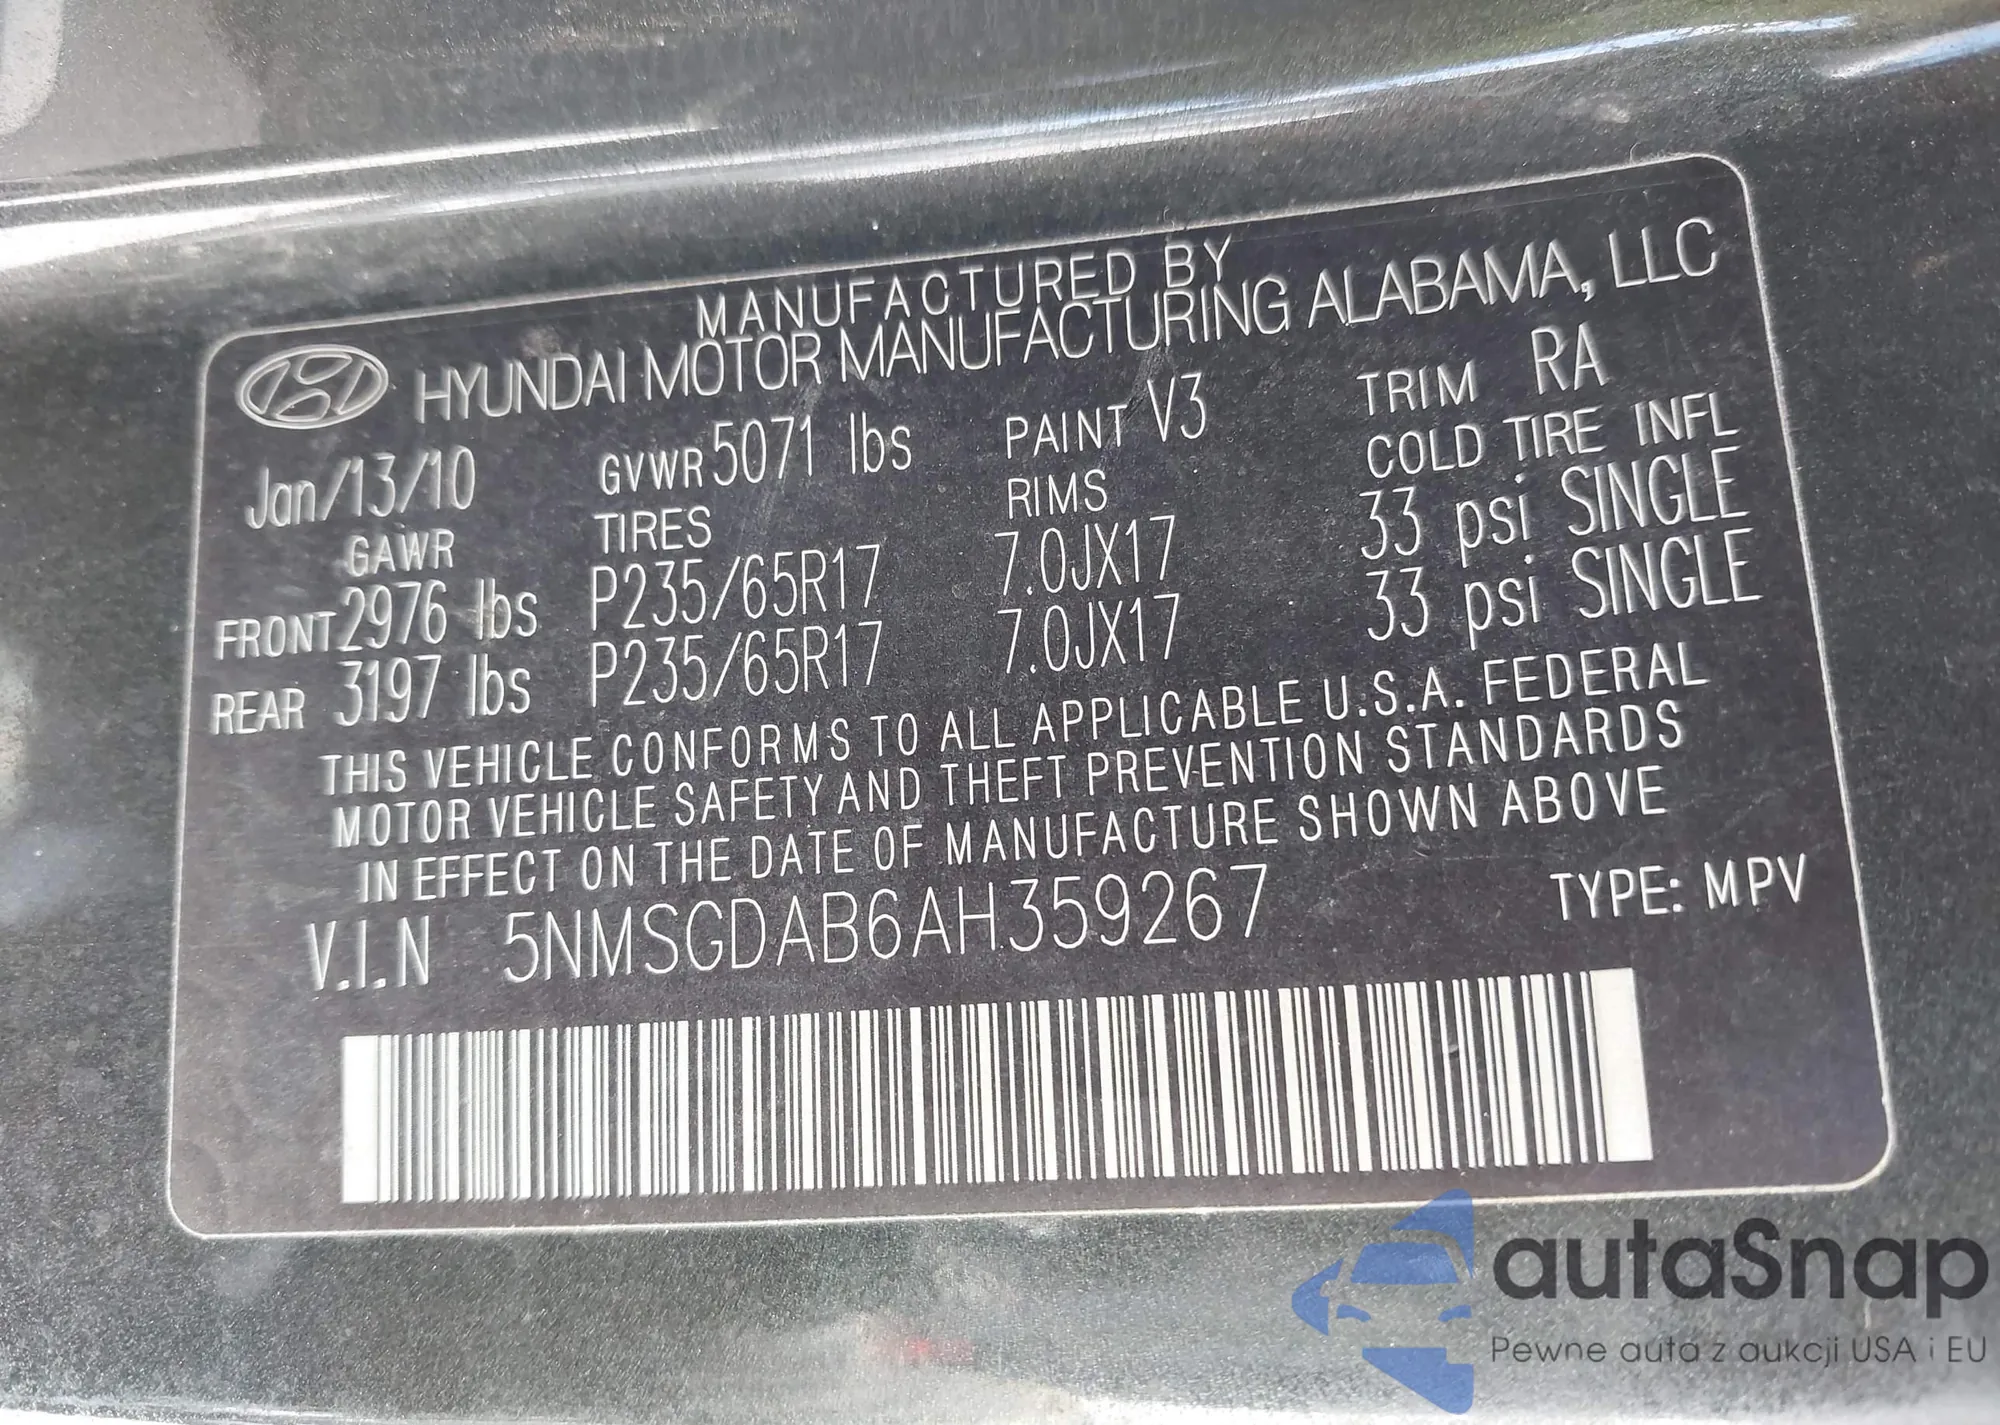 MANUFACTURED BY
HYUNDAI MOTOR MANUFACTURING ALABAMA, LLC
Jan/13/10 GVWR 5071 lbs PAINT V3 TRIM RA
GAWR TIRES RIMS COLD TIRE INFL
FRONT 2976 lbs P235/65R17 7.0JX17 33 psi SINGLE
REAR 3197 lbs P235/65R17 7.0JX17 33 psi SINGLE
THIS VEHICLE CONFORMS TO ALL APPLICABLE U.S.A. FEDERAL
MOTOR VEHICLE SAFETY AND THEFT PREVENTION STANDARDS
IN EFFECT ON THE DATE OF MANUFACTURE SHOWN ABOVE
V.I.N 5NMSGDAB6AH359267 TYPE: MPV
autaSnap
Pewne auta z aukcji USA i EU